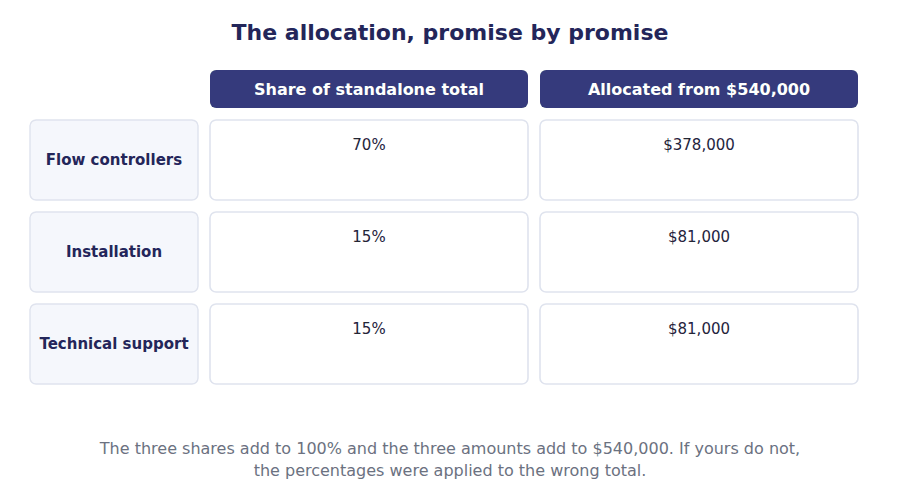 The allocation, promise by promise
Share of standalone total
Allocated from $540,000
Flow controllers
70%
$378,000
Installation
15%
$81,000
Technical support
15%
$81,000
The three shares add to 100% and the three amounts add to $540,000. If yours do not,
the percentages were applied to the wrong total.